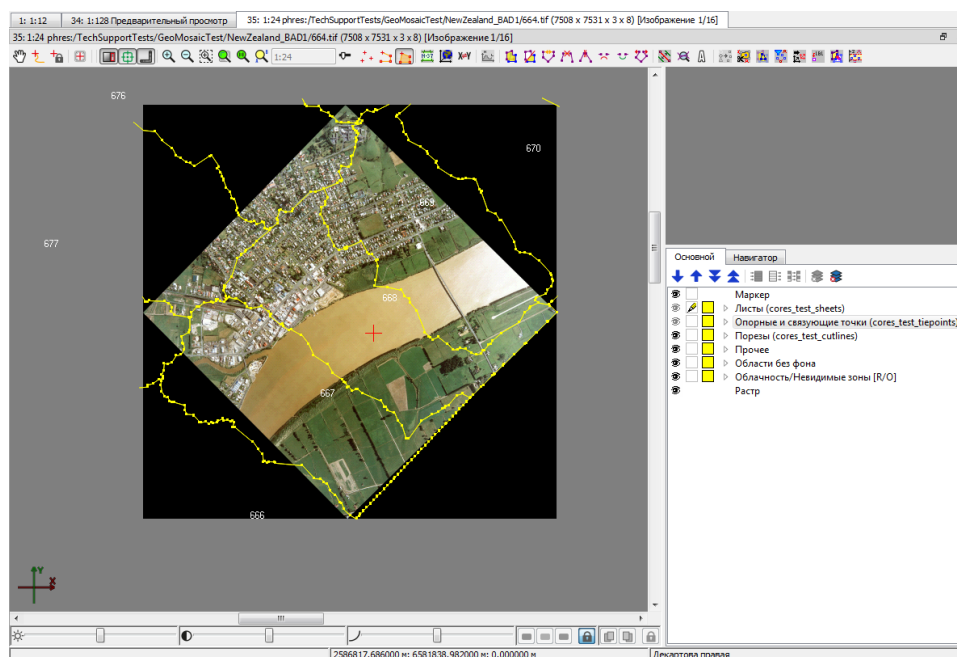 1: 1:12
34: 1:128 Предварительный просмотр
35: 1:24 phres:/TechSupportTests/GeoMosaicTest/NewZealand_BAD1/664.tif (7508 x 7531 x 3 x 8) [Изображение 1/16]
35: 1:24 phres:/TechSupportTests/GeoMosaicTest/NewZealand_BAD1/664.tif (7508 x 7531 x 3 x 8) [Изображение 1/16]
1:24
676
670
669
677
668
667
666
Y
X
Основной
Навигатор
Маркер
Листы (cores_test_sheets)
Опорные и связующие точки (cores_test_tiepoints)
Порезы (cores_test_cutlines)
Прочее
Области без фона
Облачность/Невидимые зоны [R/O]
Растр
2586817.686000 м; 6581838.982000 м; 0.000000 м
Декартова правая